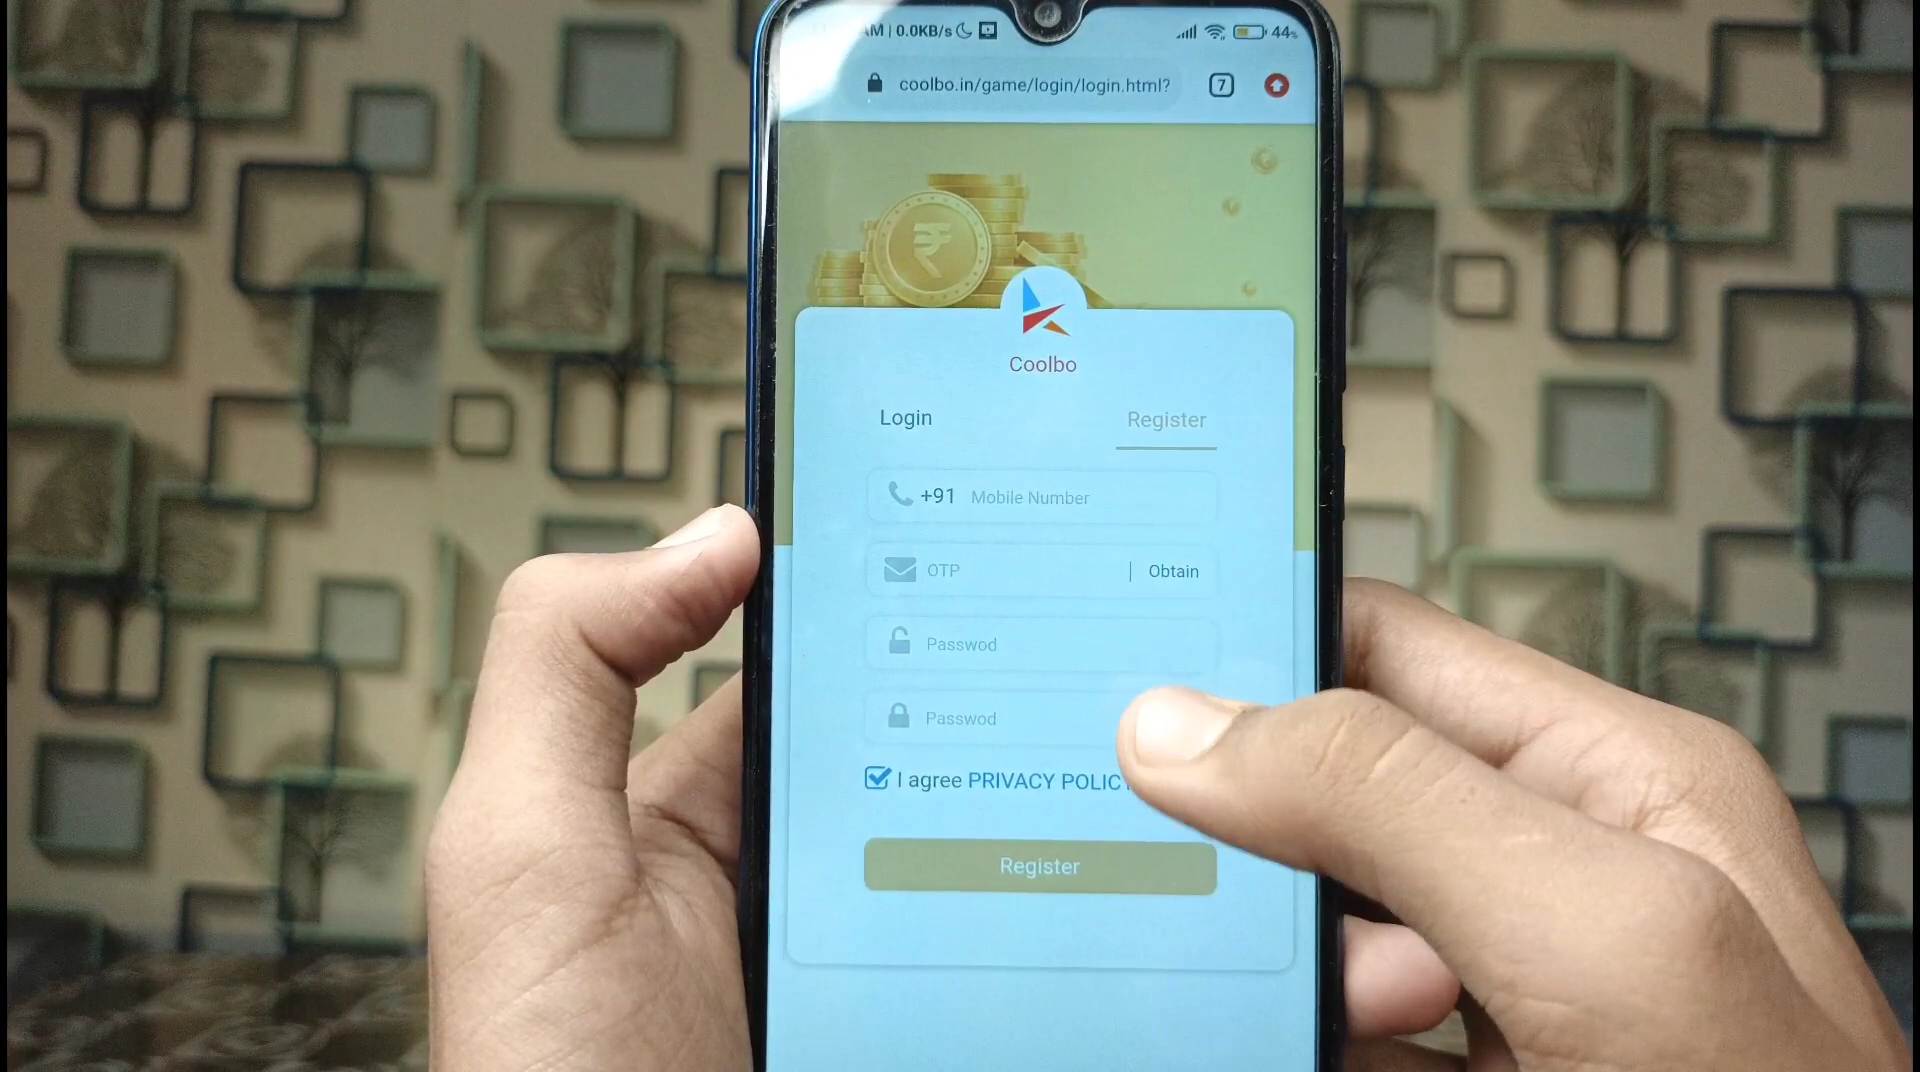 AM | 0.0KB/s 44%
coolbo.in/game/login/login.html? 7
₹
Coolbo
Login Register
+91 Mobile Number
OTP | Obtain
Passwod
Passwod
I agree PRIVACY POLICY
Register